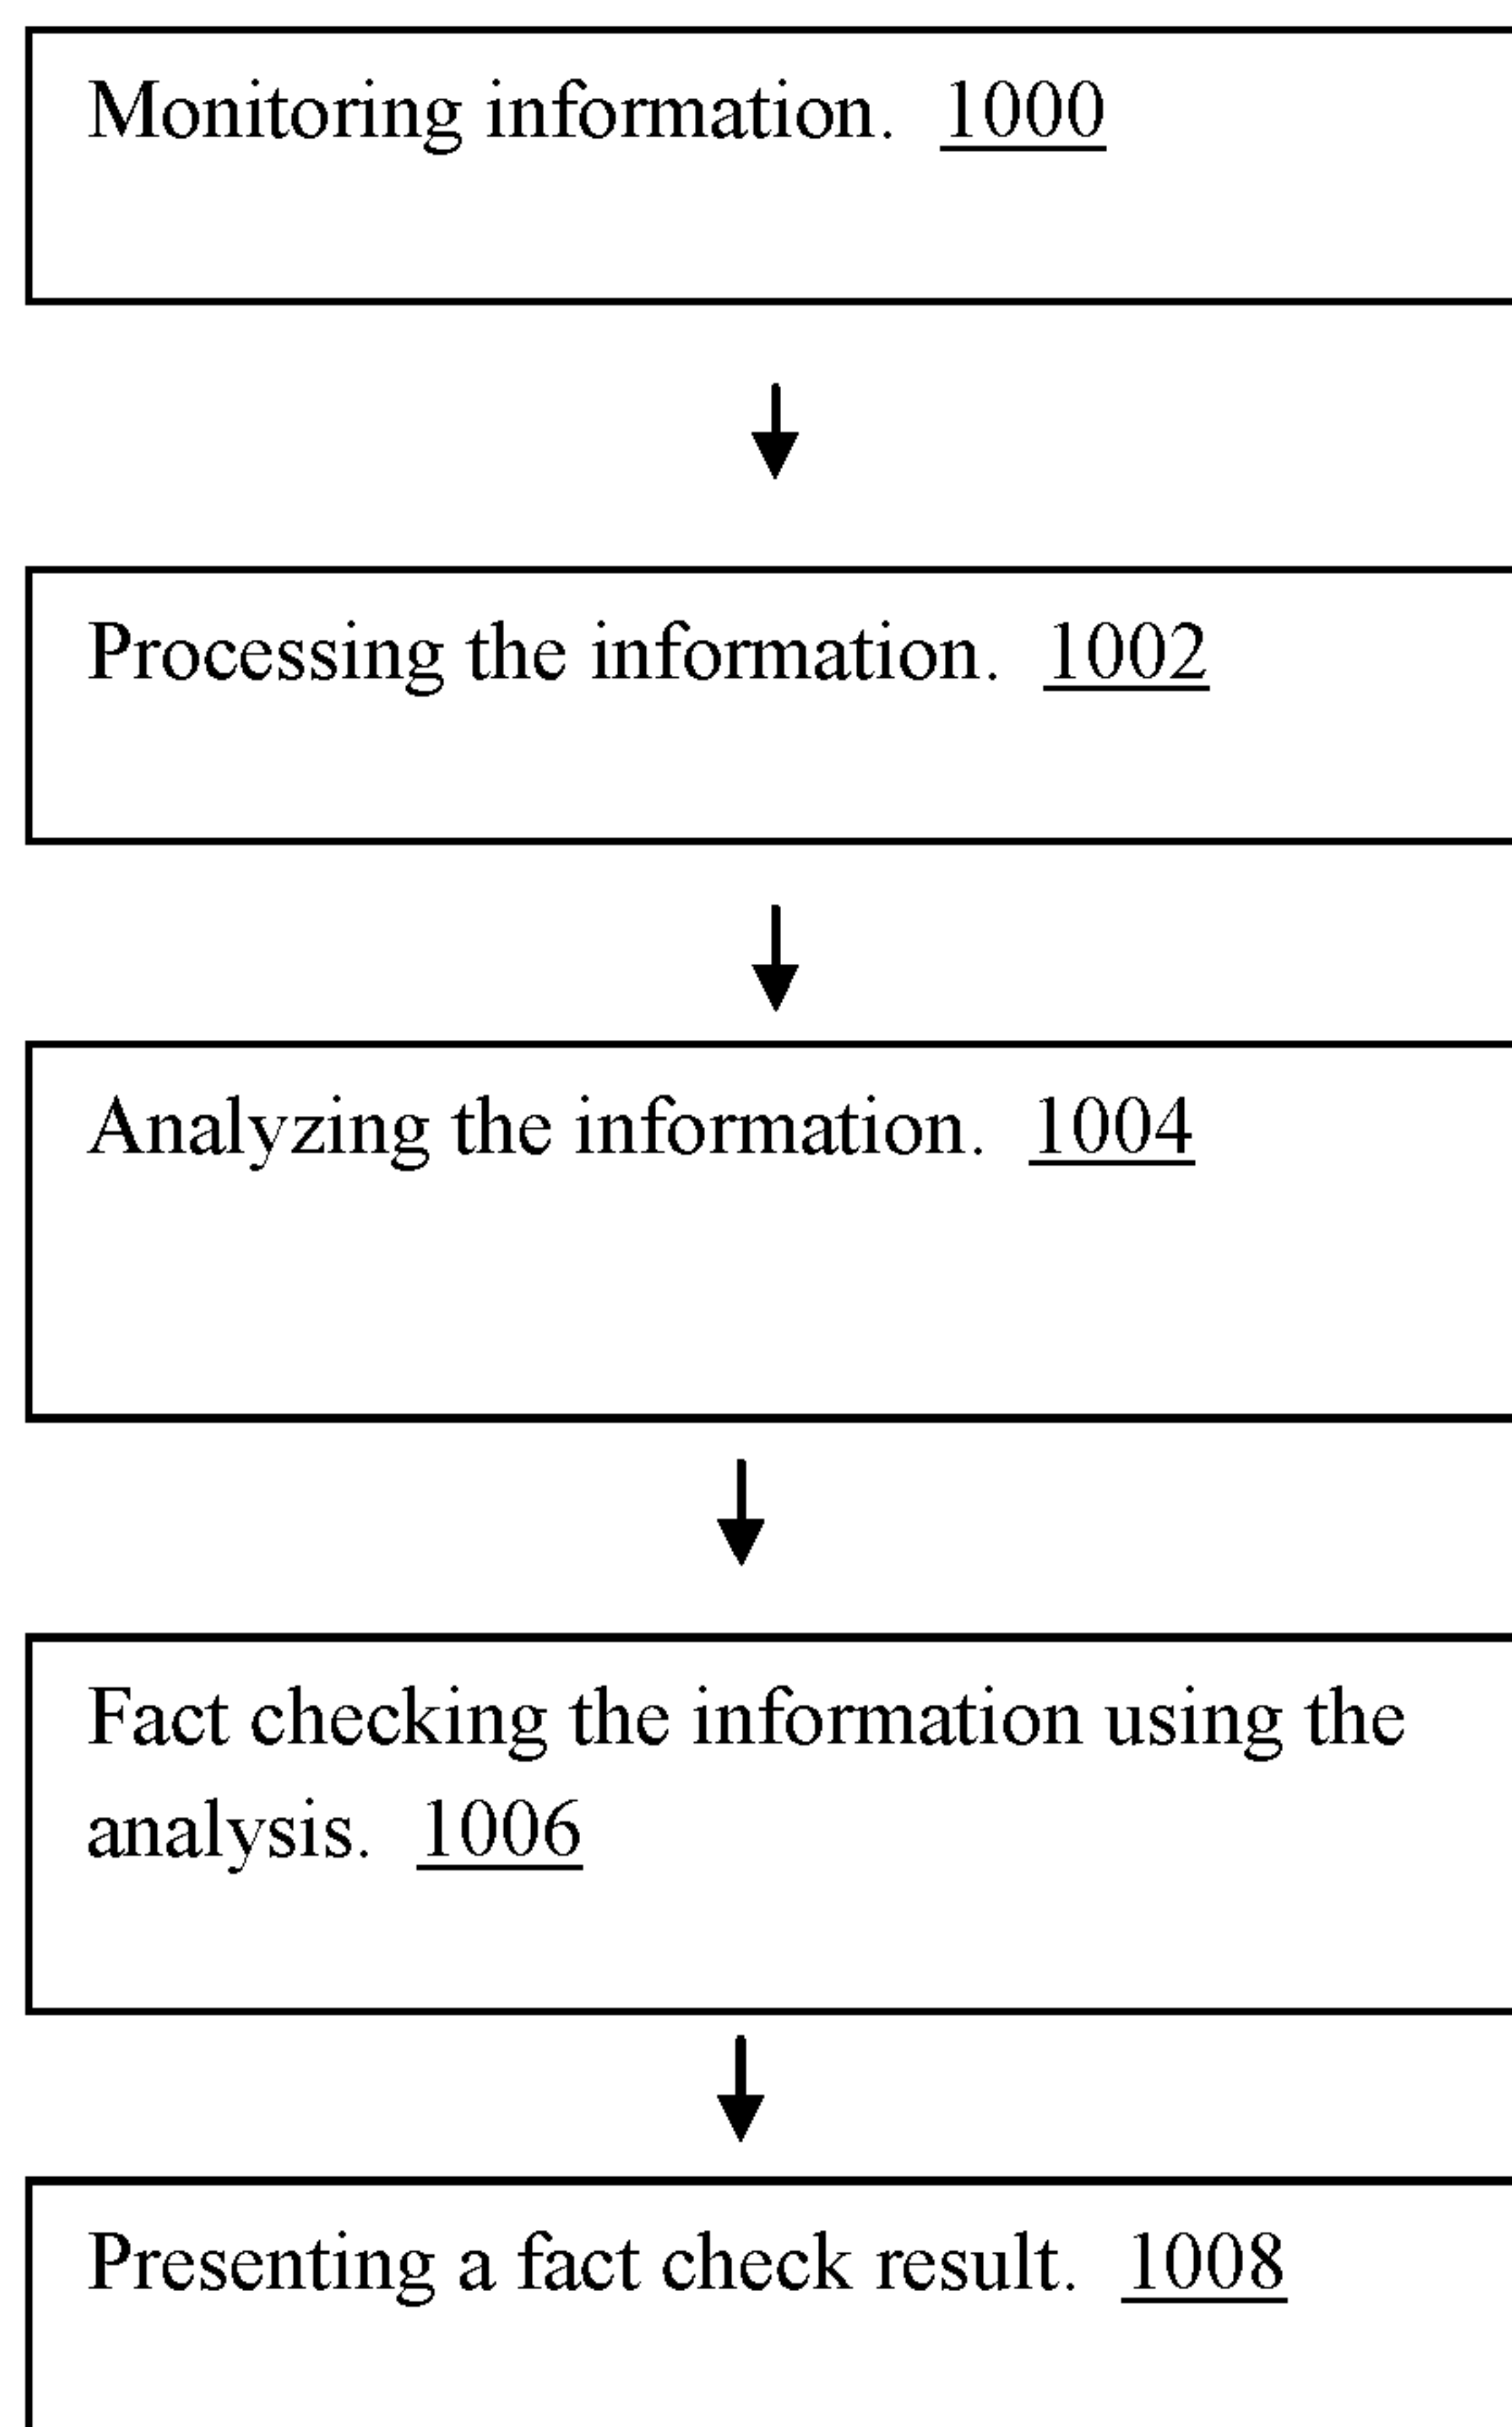 Monitoring information. 1000
Processing the information. 1002
Analyzing the information. 1004
Fact checking the information using the
analysis. 1006
Presenting a fact check result. 1008